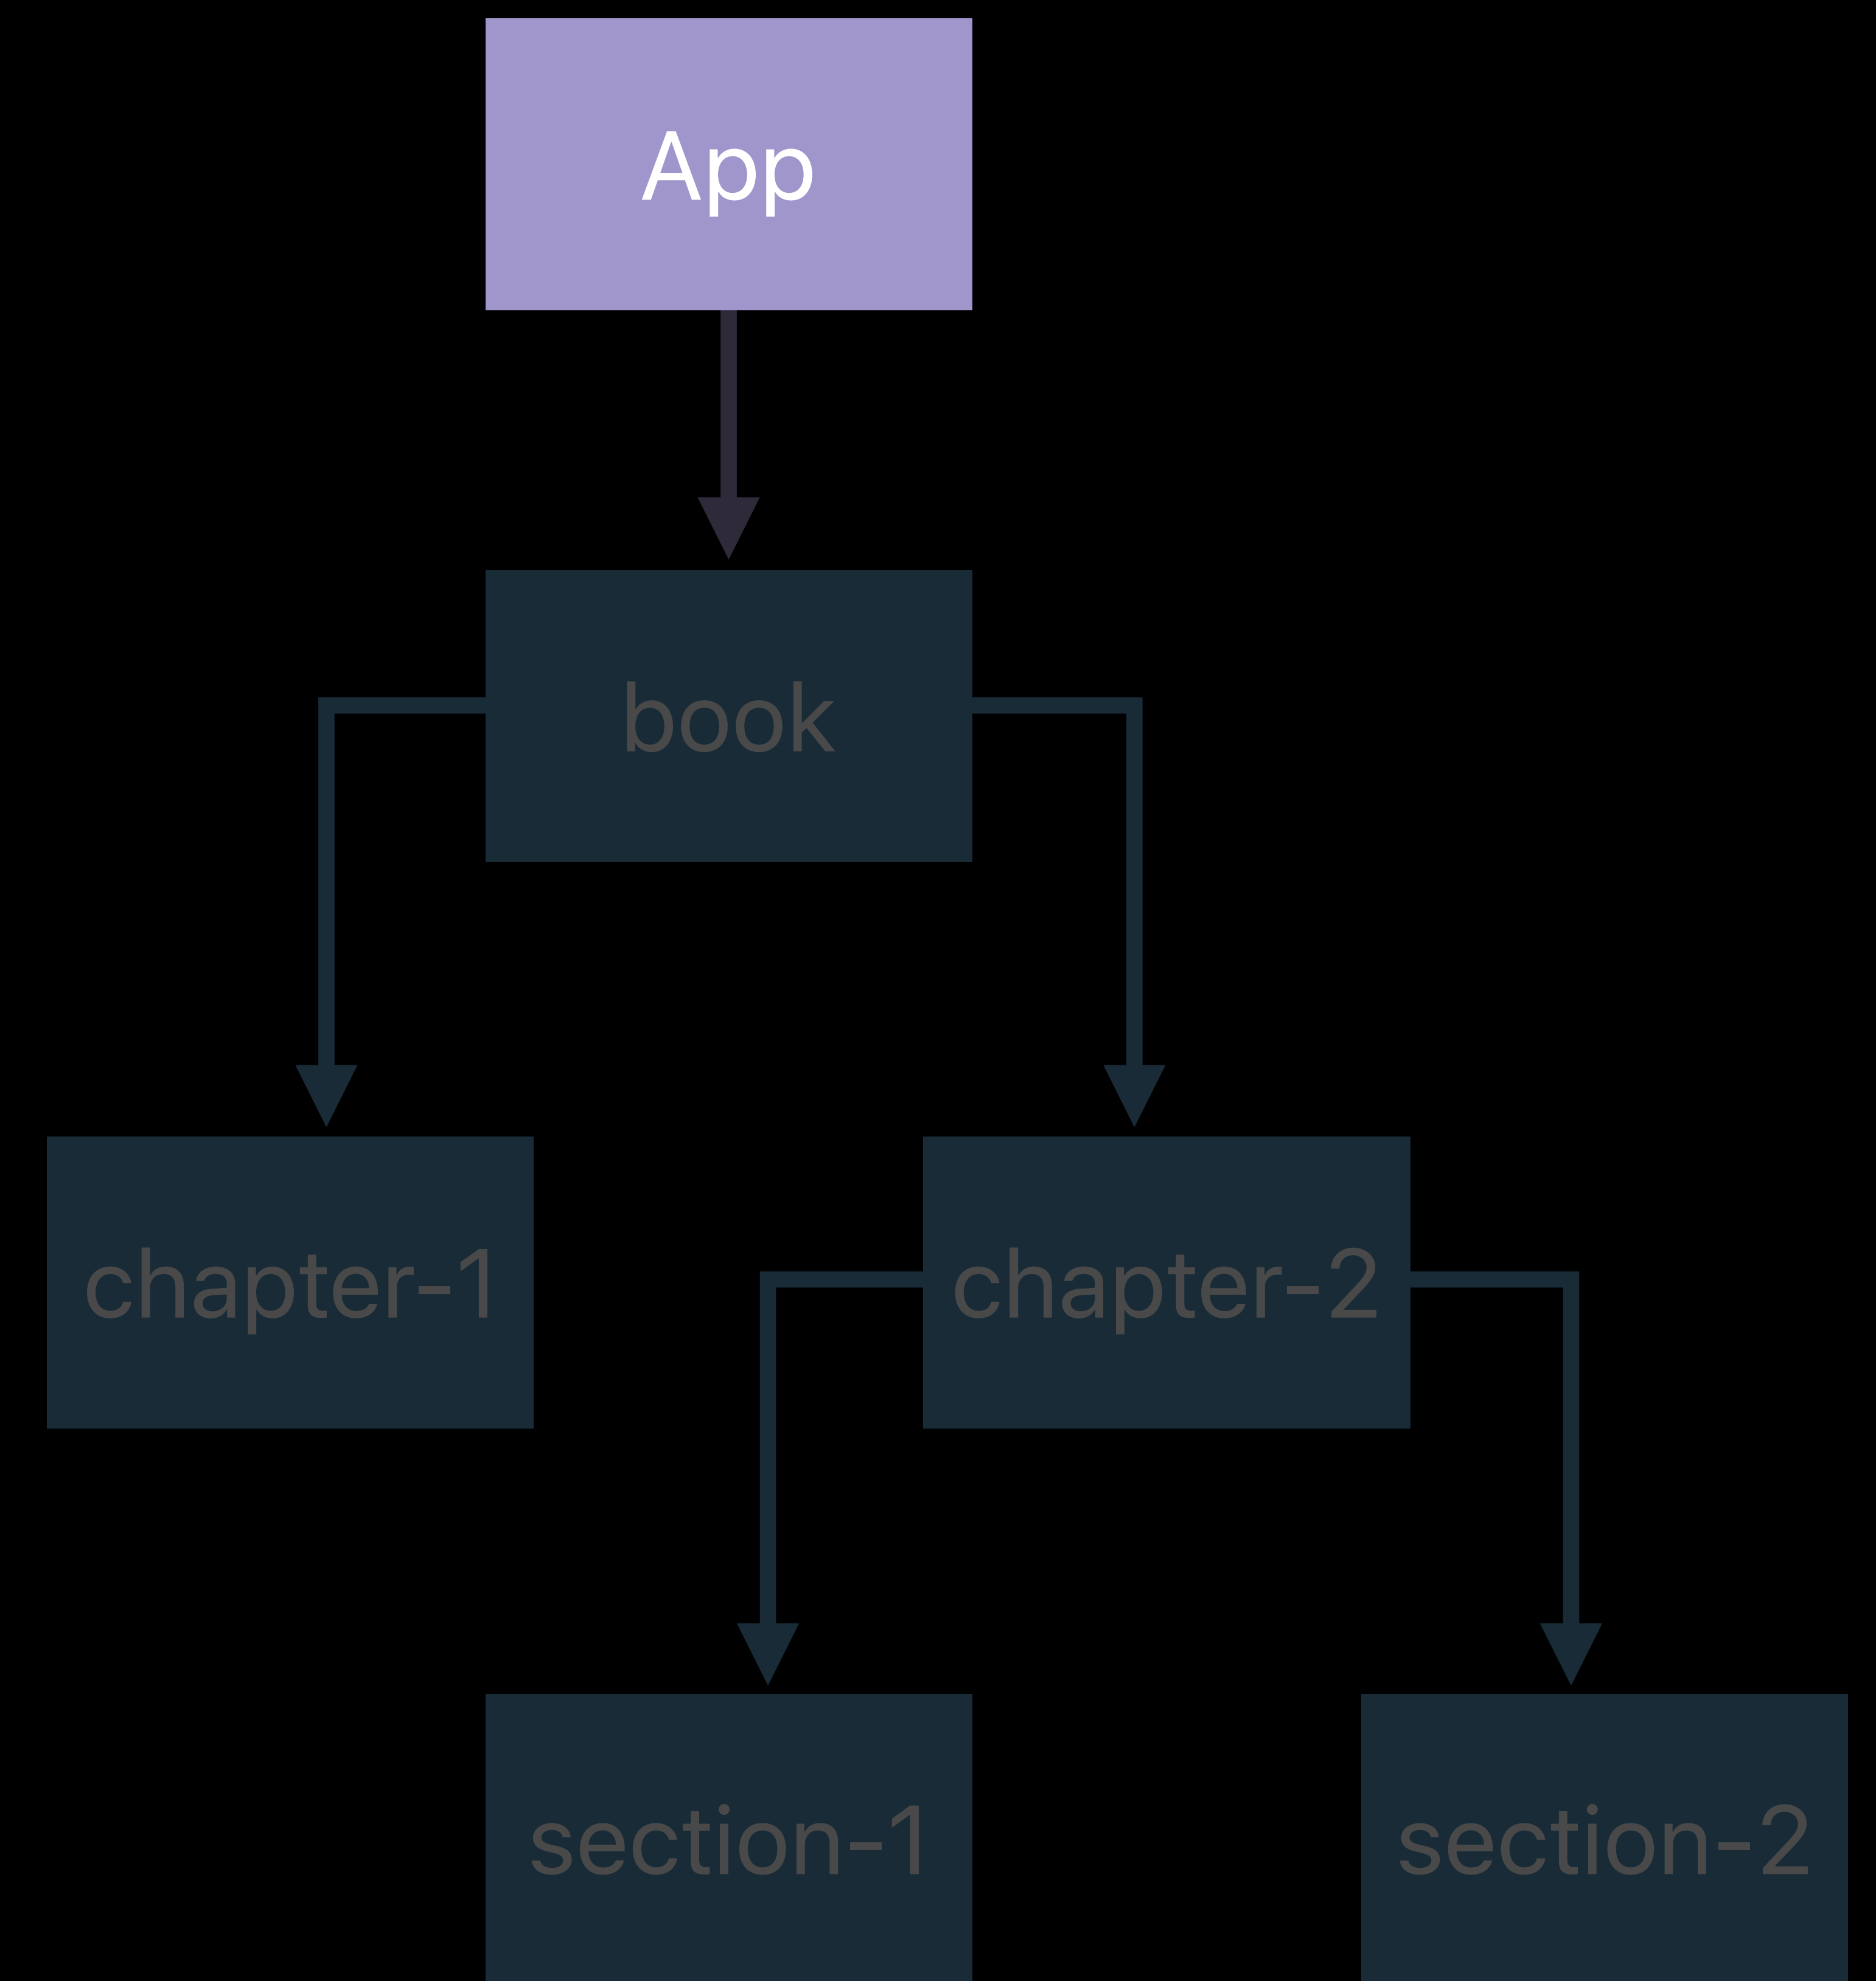 App
book
chapter-1
chapter-2
section-1
section-2